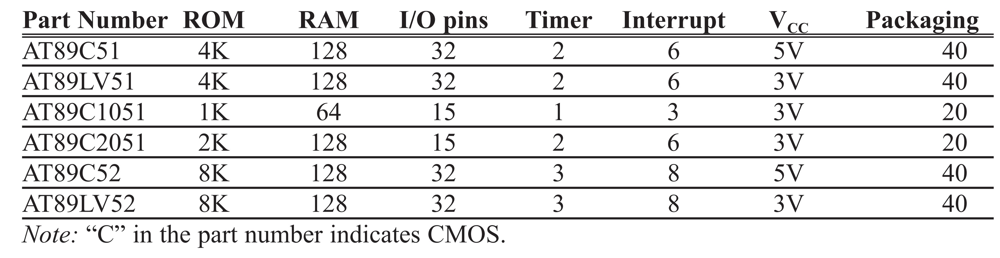 Part Number ROM RAM I/O pins Timer Interrupt VCC Packaging
AT89C51 4K 128 32 2 6 5V 40
AT89LV51 4K 128 32 2 6 3V 40
AT89C1051 1K 64 15 1 3 3V 20
AT89C2051 2K 128 15 2 6 3V 20
AT89C52 8K 128 32 3 8 5V 40
AT89LV52 8K 128 32 3 8 3V 40
Note: “C” in the part number indicates CMOS.